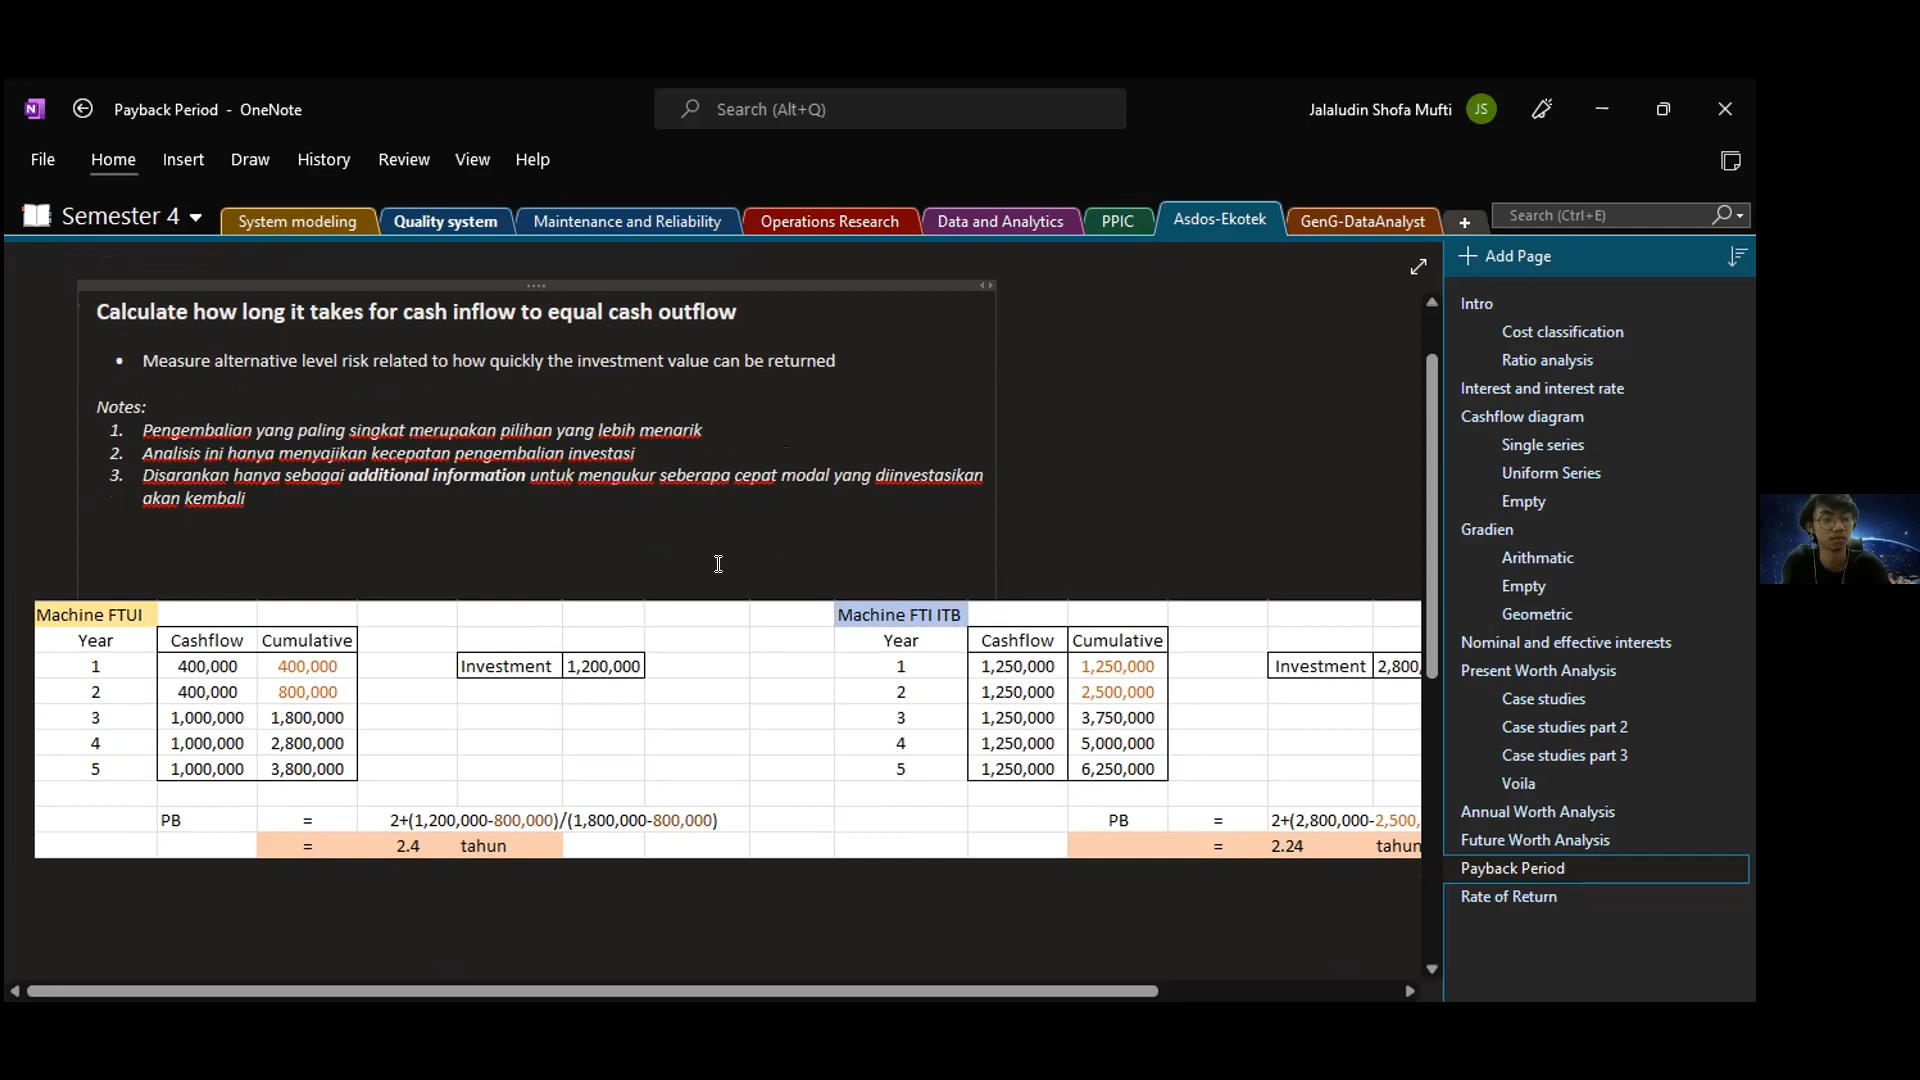 Payback Period - OneNote
Search (Alt+Q)
Jalaludin Shofa Mufti
JS
File Home Insert Draw History Review View Help
Semester 4
System modeling Quality system Maintenance and Reliability Operations Research Data and Analytics PPIC Asdos-Ekotek GenG-DataAnalyst
Search (Ctrl+E)
Calculate how long it takes for cash inflow to equal cash outflow
• Measure alternative level risk related to how quickly the investment value can be returned
Notes:
1. Pengembalian yang paling singkat merupakan pilihan yang lebih menarik
2. Analisis ini hanya menyajikan kecepatan pengembalian investasi
3. Disarankan hanya sebagai additional information untuk mengukur seberapa cepat modal yang diinvestasikan
akan kembali
Machine FTUI
Year Cashflow Cumulative
1 400,000 400,000 Investment 1,200,000
2 400,000 800,000
3 1,000,000 1,800,000
4 1,000,000 2,800,000
5 1,000,000 3,800,000
PB = 2+(1,200,000-800,000)/(1,800,000-800,000)
= 2.4 tahun
Machine FTI ITB
Year Cashflow Cumulative
1 1,250,000 1,250,000 Investment 2,800,
2 1,250,000 2,500,000
3 1,250,000 3,750,000
4 1,250,000 5,000,000
5 1,250,000 6,250,000
PB = 2+(2,800,000-2,500,
= 2.24 tahun
Add Page
Intro
Cost classification
Ratio analysis
Interest and interest rate
Cashflow diagram
Single series
Uniform Series
Empty
Gradien
Arithmatic
Empty
Geometric
Nominal and effective interests
Present Worth Analysis
Case studies
Case studies part 2
Case studies part 3
Voila
Annual Worth Analysis
Future Worth Analysis
Payback Period
Rate of Return